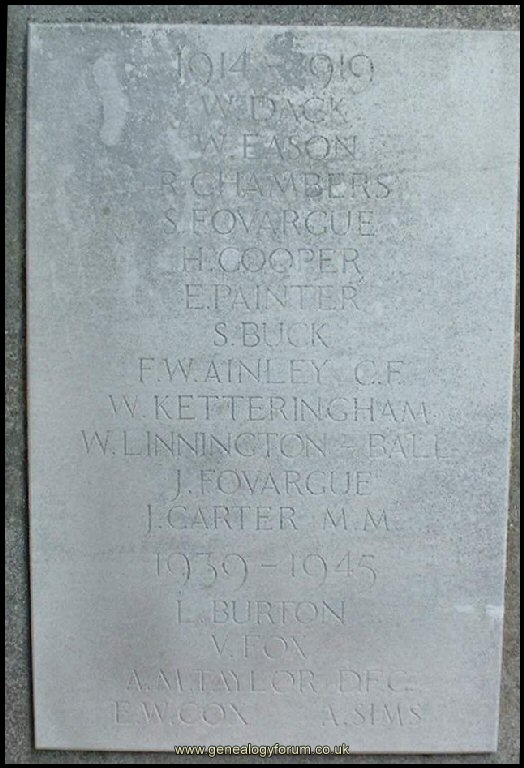 1914 - 1919
W. DACK
W. EASON
R. CHAMBERS
S. FOVARGUE
H. COOPER
E. PAINTER
S. BUCK
F. W. AINLEY C.F.
W. KETTERINGHAM
W. LINNINGTON - BALL
J. FOVARGUE
J. CARTER M.M.
1939 - 1945
L. BURTON
V. FOX
A. M. TAYLOR DFC.
E. W. COX A. SIMS
www.genealogyforum.co.uk